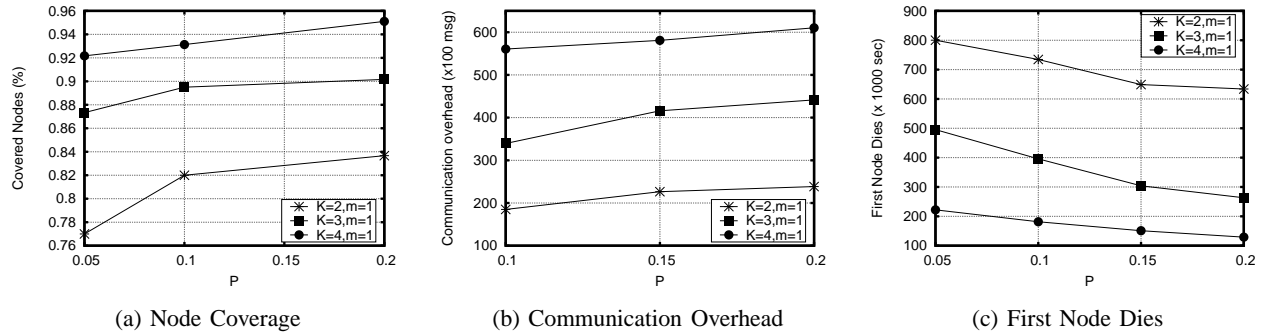 0.96
0.94
0.92
0.9
0.88
0.86
0.84
0.82
0.8
0.78
0.76
0.05
0.1
0.15
0.2
Covered Nodes (%)
P
K=2,m=1
K=3,m=1
K=4,m=1
(a) Node Coverage
600
500
400
300
200
100
0.1
0.15
0.2
Communication overhead (x100 msg)
P
K=2,m=1
K=3,m=1
K=4,m=1
(b) Communication Overhead
900
800
700
600
500
400
300
200
100
0.05
0.1
0.15
0.2
First Node Dies (x 1000 sec)
P
K=2,m=1
K=3,m=1
K=4,m=1
(c) First Node Dies